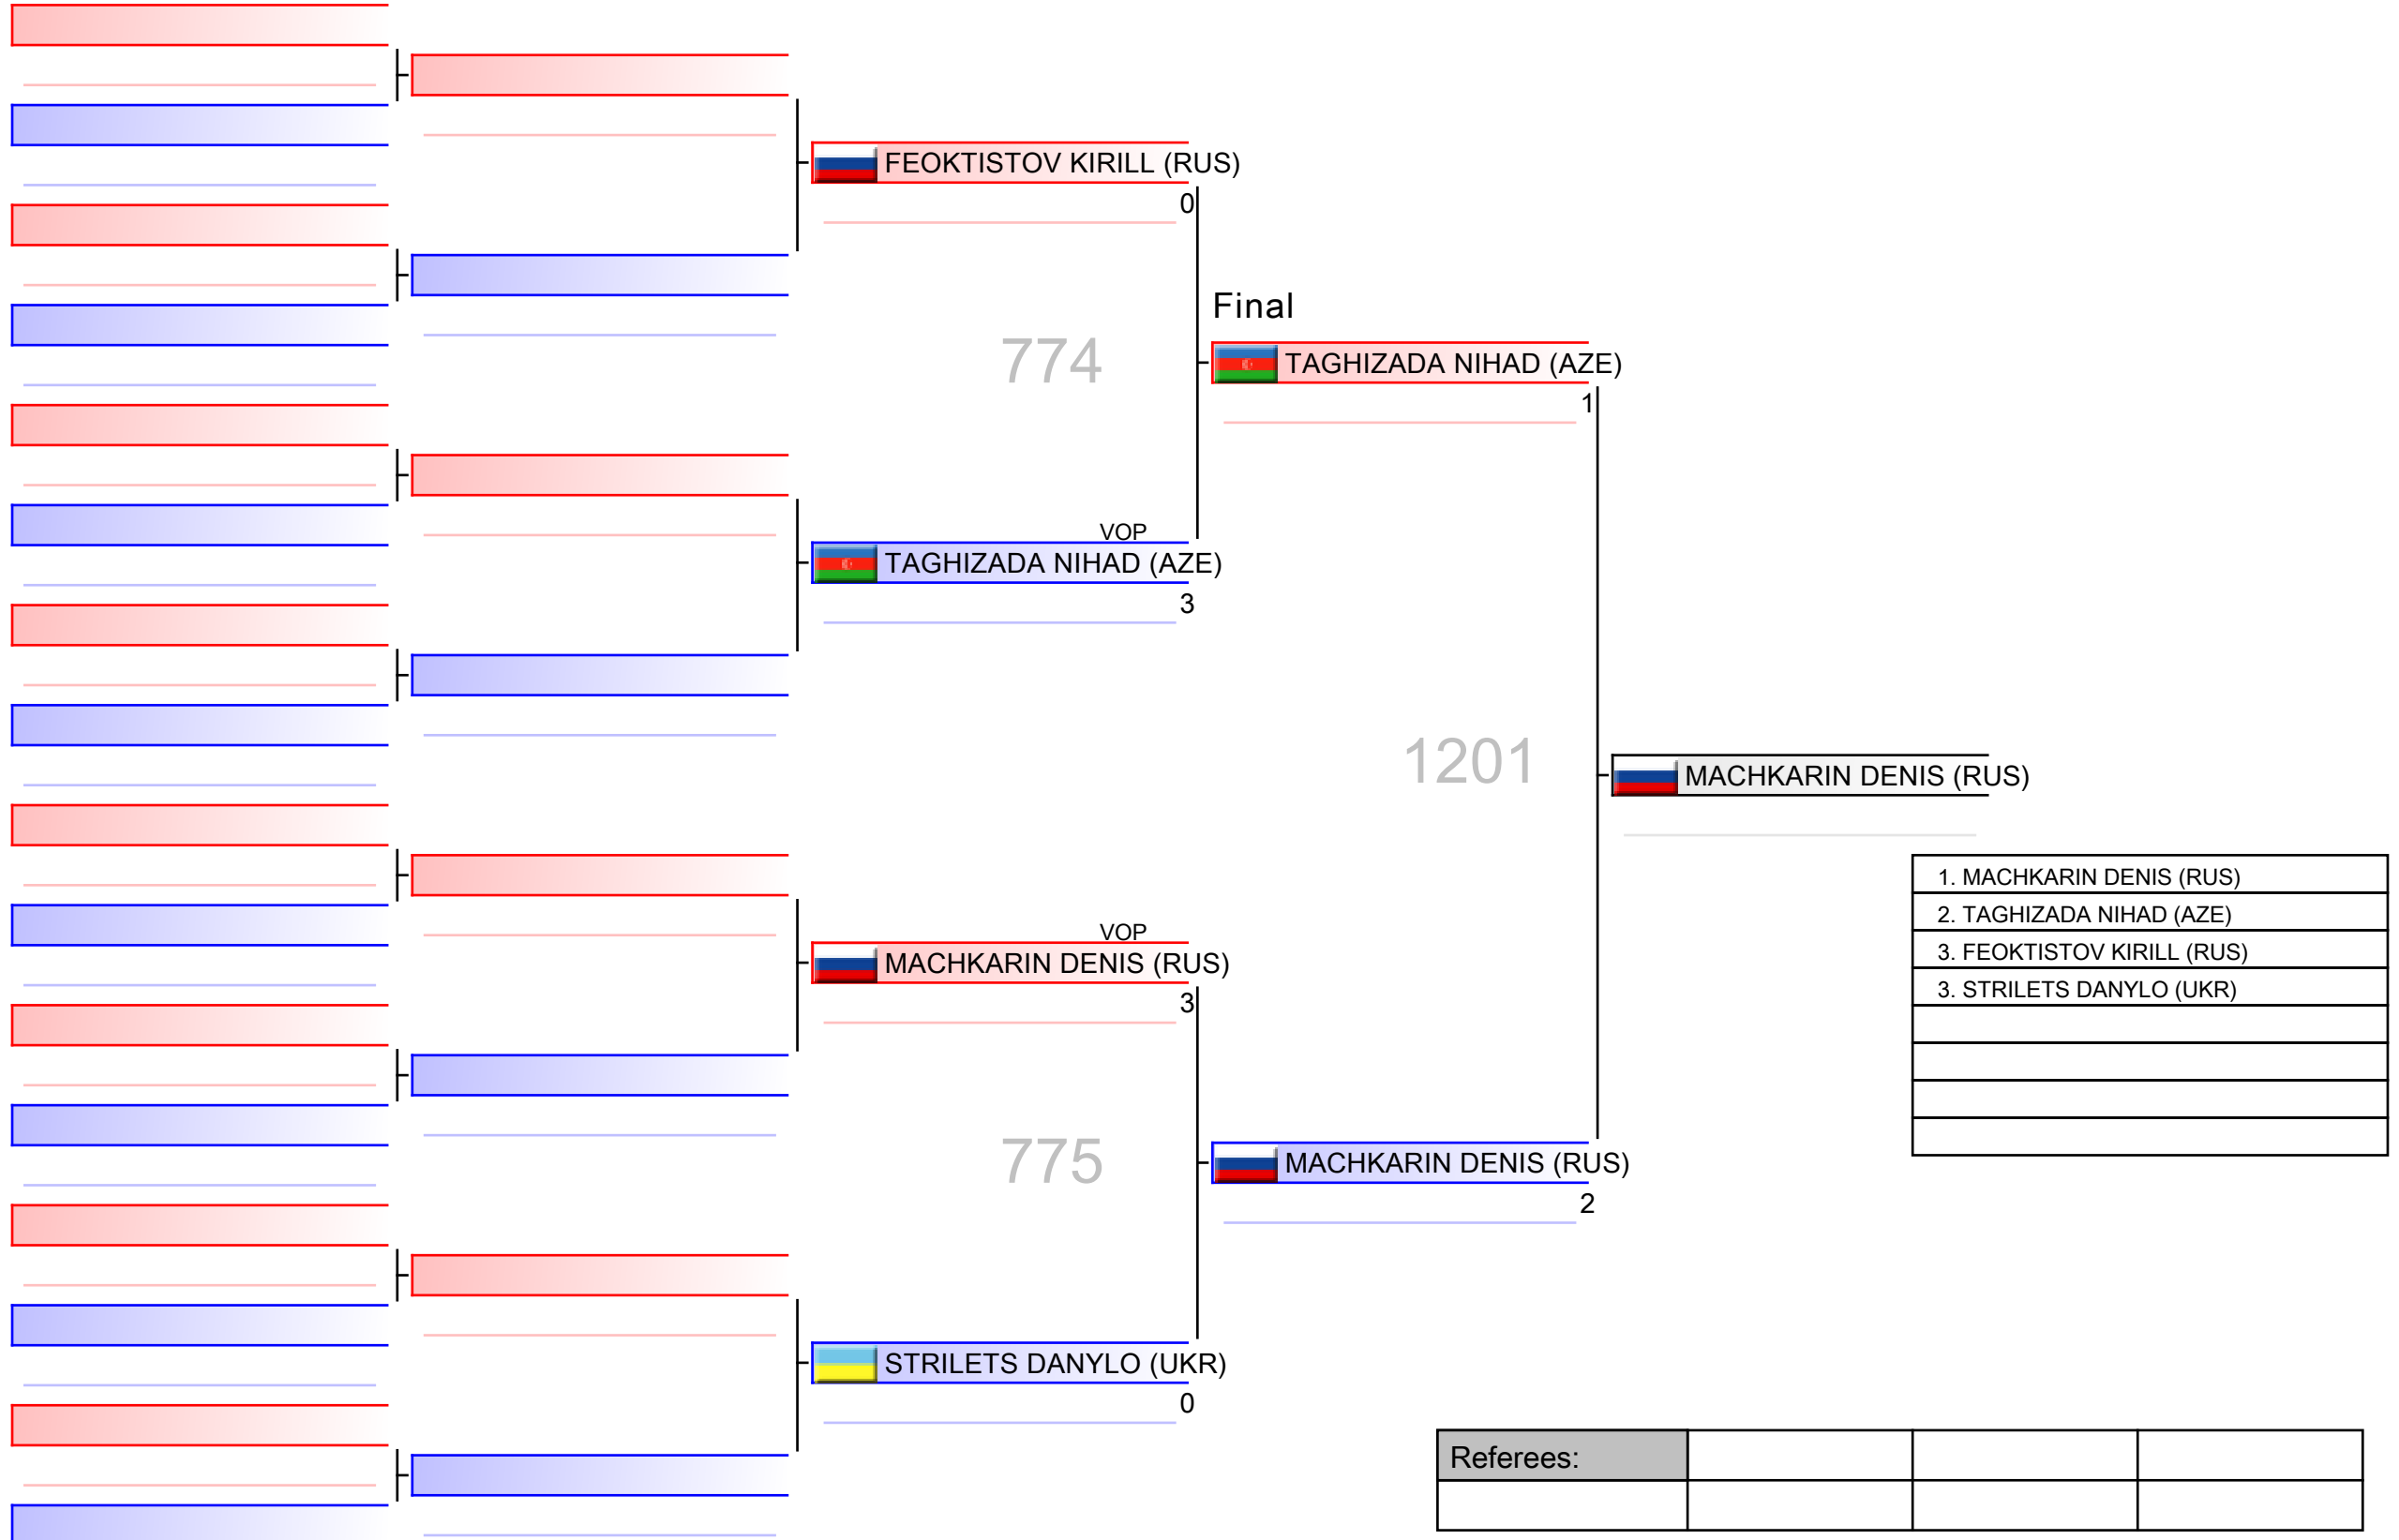 FEOKTISTOV KIRILL (RUS)
0
774
Final
TAGHIZADA NIHAD (AZE)
1
VOP
TAGHIZADA NIHAD (AZE)
3
1201
MACHKARIN DENIS (RUS)
1. MACHKARIN DENIS (RUS)
2. TAGHIZADA NIHAD (AZE)
3. FEOKTISTOV KIRILL (RUS)
3. STRILETS DANYLO (UKR)
VOP
MACHKARIN DENIS (RUS)
3
775
MACHKARIN DENIS (RUS)
2
STRILETS DANYLO (UKR)
0
Referees: